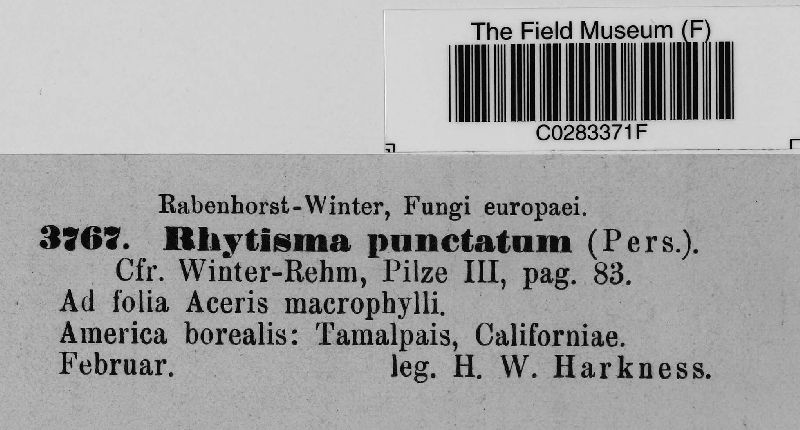 The Field Museum (F)
C0283371F
Rabenhorst-Winter, Fungi europaei.
3767. Rhytisma punctatum (Pers.).
Cfr. Winter-Rehm, Pilze III, pag. 83.
Ad folia Aceris macrophylli.
America borealis: Tamalpais, Californiae.
Februar. leg. H. W. Harkness.